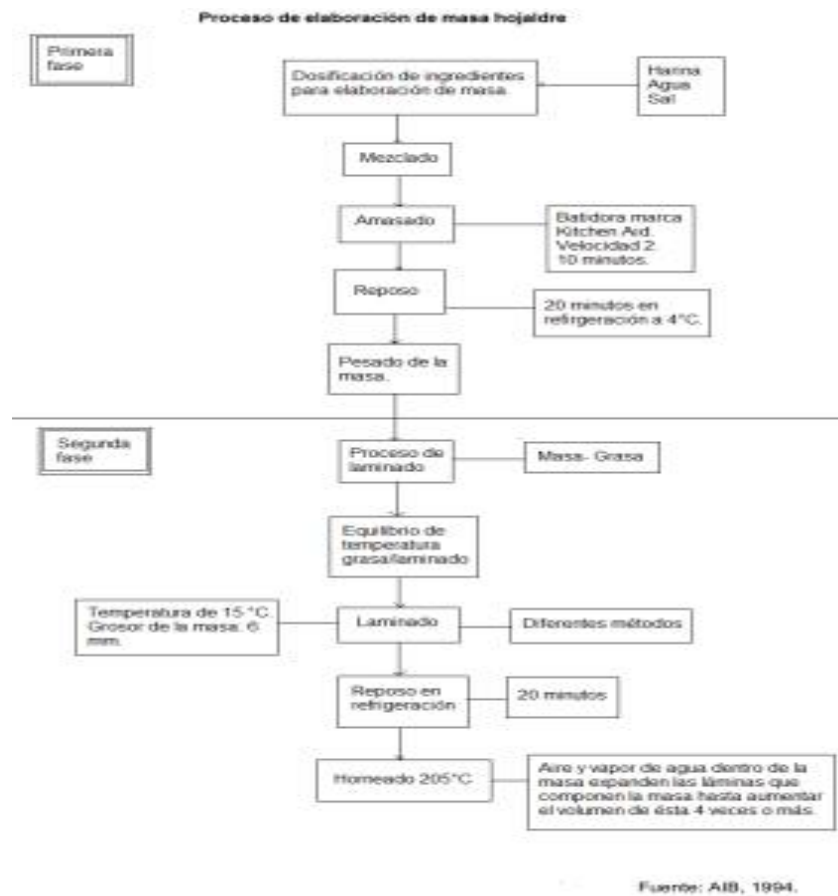 Proceso de elaboración de masa hojaldre
Primera
fase
Dosificación de ingredientes
para elaboración de masa.
Harina
Agua
Sal
Mezclado
Amasado
Batidora marca
Kitchen Aid.
Velocidad 2.
10 minutos.
Reposo
20 minutos en
refirgeración a 4°C.
Pesado de la
masa.
Segunda
fase
Proceso de
laminado
Masa- Grasa
Equilibrio de
temperatura
grasa/laminado
Temperatura de 15 °C.
Grosor de la masa: 6
mm.
Laminado
Diferentes métodos
Reposo en
refrigeración
20 minutos
Horneado 205°C
Aire y vapor de agua dentro de la
masa expanden las láminas que
componen la masa hasta aumentar
el volumen de ésta 4 veces o más.
Fuente: AIB, 1994.